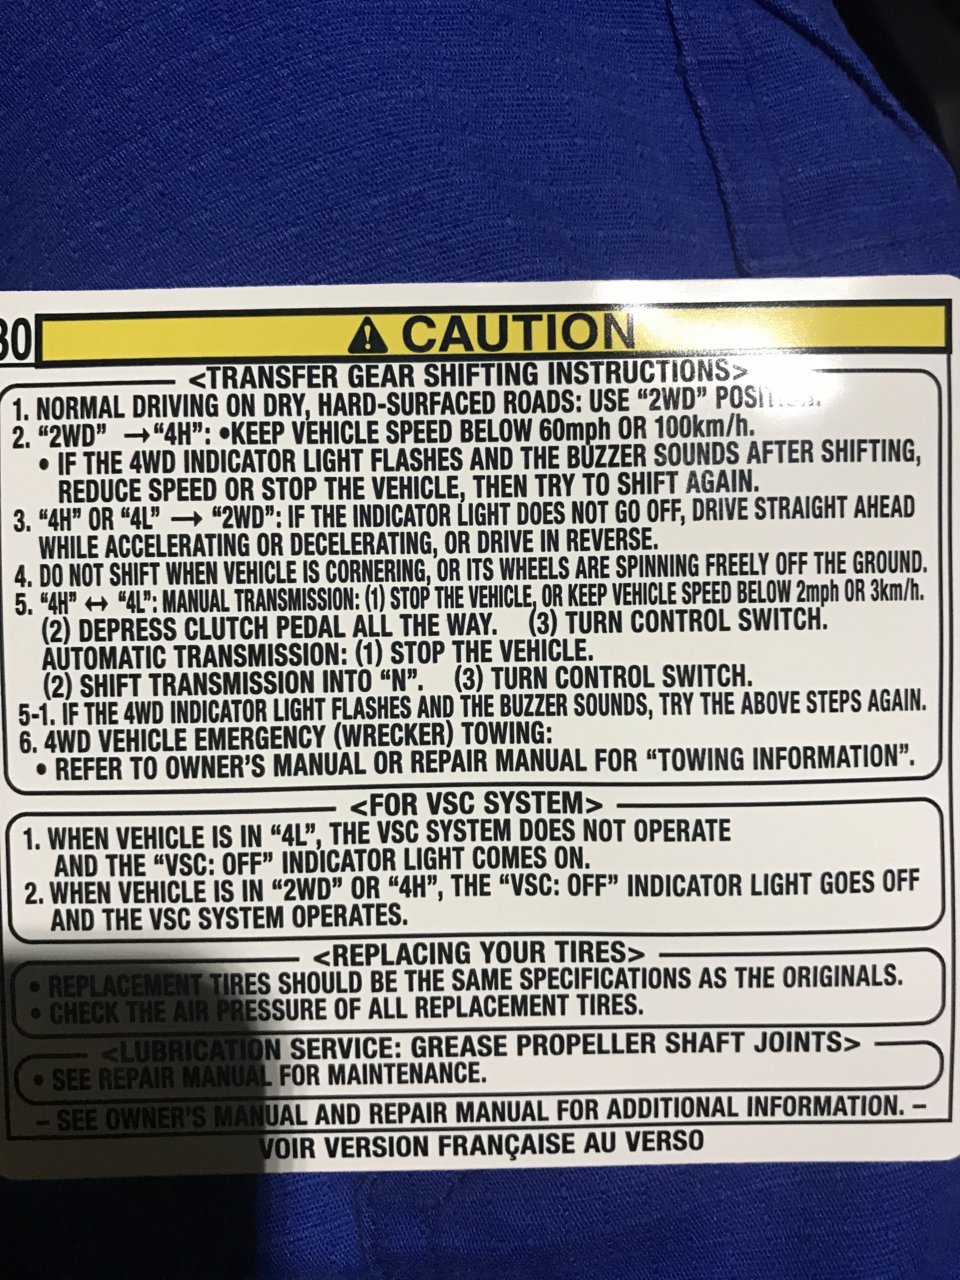 30 ⚠ CAUTION
<TRANSFER GEAR SHIFTING INSTRUCTIONS>
1. NORMAL DRIVING ON DRY, HARD-SURFACED ROADS: USE “2WD”
2. “2WD” →“4H”: •KEEP VEHICLE SPEED BELOW 60mph OR 100km/h.
• IF THE 4WD INDICATOR LIGHT FLASHES AND THE BUZZER SOUNDS AFTER SHIFTING,
REDUCE SPEED OR STOP THE VEHICLE, THEN TRY TO SHIFT AGAIN.
3. “4H” OR “4L” → “2WD”: IF THE INDICATOR LIGHT DOES NOT GO OFF, DRIVE STRAIGHT AHEAD
WHILE ACCELERATING OR DECELERATING, OR DRIVE IN REVERSE.
4. DO NOT SHIFT WHEN VEHICLE IS CORNERING, OR ITS WHEELS ARE SPINNING FREELY OFF THE GROUND.
5. “4H” ↔ “4L”: MANUAL TRANSMISSION: (1) STOP THE VEHICLE, OR KEEP VEHICLE SPEED BELOW 2mph OR 3km/h.
(2) DEPRESS CLUTCH PEDAL ALL THE WAY. (3) TURN CONTROL SWITCH.
AUTOMATIC TRANSMISSION: (1) STOP THE VEHICLE.
(2) SHIFT TRANSMISSION INTO “N”. (3) TURN CONTROL SWITCH.
5-1. IF THE 4WD INDICATOR LIGHT FLASHES AND THE BUZZER SOUNDS, TRY THE ABOVE STEPS AGAIN.
6. 4WD VEHICLE EMERGENCY (WRECKER) TOWING:
• REFER TO OWNER’S MANUAL OR REPAIR MANUAL FOR “TOWING INFORMATION”.
<FOR VSC SYSTEM>
1. WHEN VEHICLE IS IN “4L”, THE VSC SYSTEM DOES NOT OPERATE
AND THE “VSC: OFF” INDICATOR LIGHT COMES ON.
2. WHEN VEHICLE IS IN “2WD” OR “4H”, THE “VSC: OFF” INDICATOR LIGHT GOES OFF
AND THE VSC SYSTEM OPERATES.
<REPLACING YOUR TIRES>
• REPLACEMENT TIRES SHOULD BE THE SAME SPECIFICATIONS AS THE ORIGINALS.
• CHECK THE AIR PRESSURE OF ALL REPLACEMENT TIRES.
<LUBRICATION SERVICE: GREASE PROPELLER SHAFT JOINTS>
• SEE REPAIR MANUAL FOR MAINTENANCE.
– SEE OWNER’S MANUAL AND REPAIR MANUAL FOR ADDITIONAL INFORMATION. –
VOIR VERSION FRANÇAISE AU VERSO